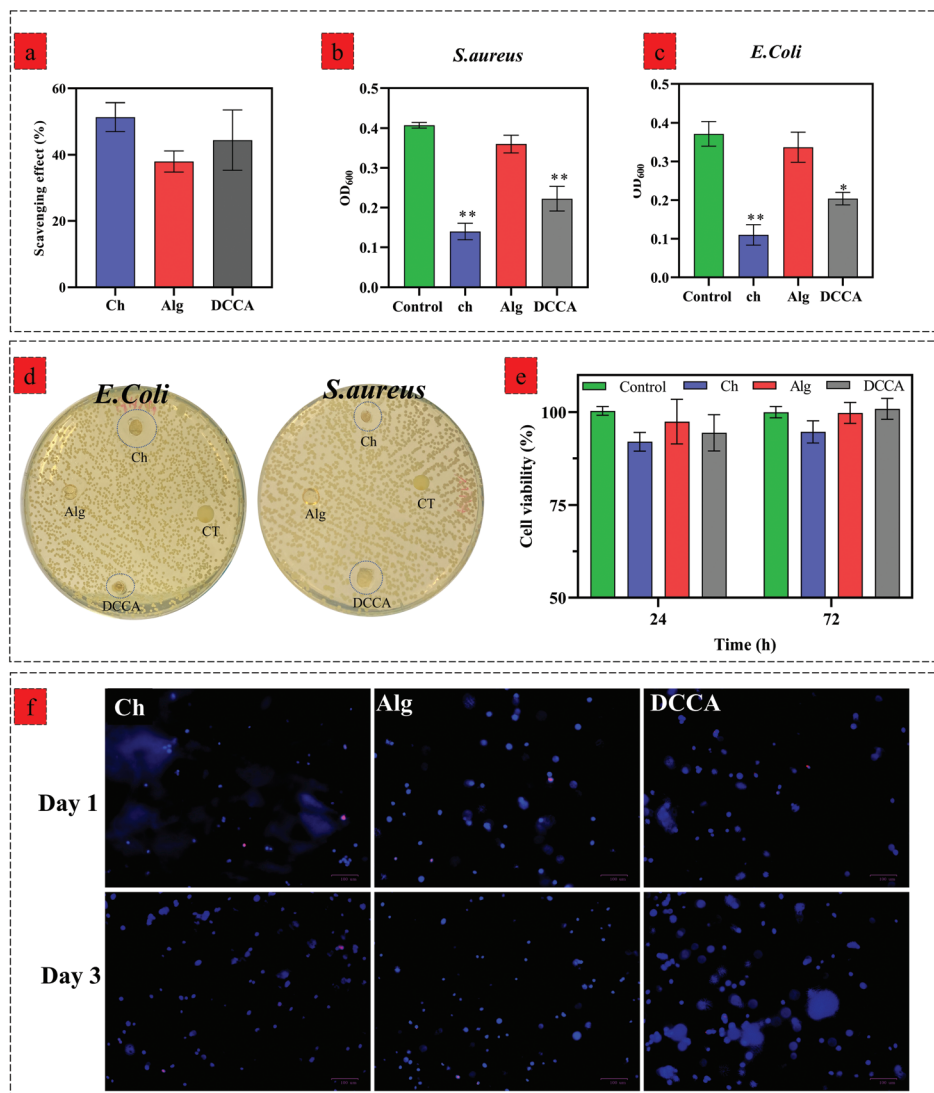 a
Scavenging effect (%)
60
40
20
0
Ch Alg DCCA
b
S.aureus
OD600
0.5
0.4
0.3
0.2
0.1
0.0
**
**
Control ch Alg DCCA
c
E.Coli
OD600
0.5
0.4
0.3
0.2
0.1
0.0
**
*
Control ch Alg DCCA
d
E.Coli
Ch
Alg
CT
DCCA
S.aureus
Ch
Alg
CT
DCCA
e
Control Ch Alg DCCA
Cell viability (%)
100
75
50
24 72
Time (h)
f
Ch Alg DCCA
Day 1
Day 3